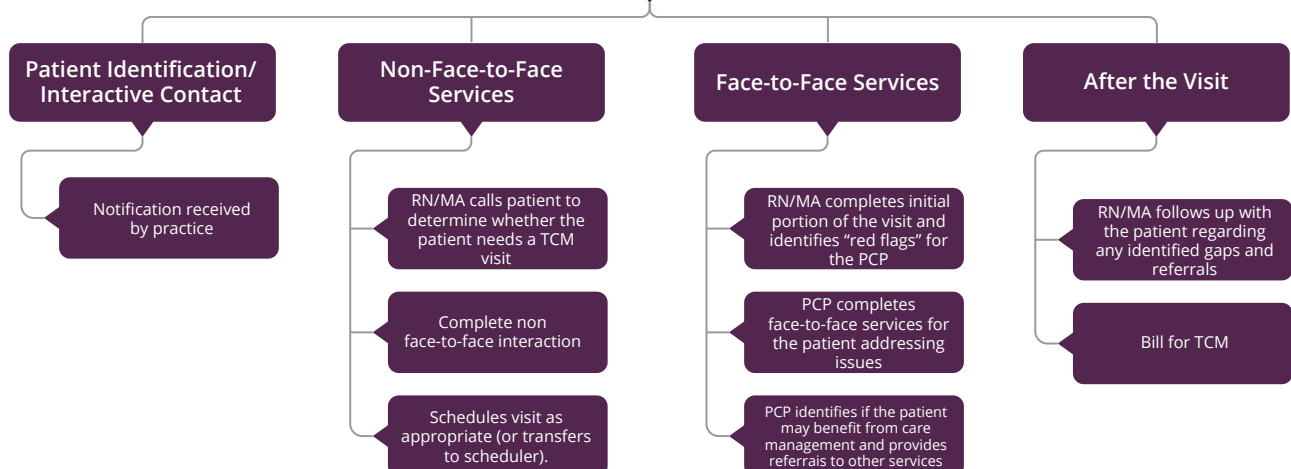 Patient Identification/
Interactive Contact
Notification received
by practice
Non-Face-to-Face
Services
RN/MA calls patient to
determine whether the
patient needs a TCM
visit
Complete non
face-to-face interaction
Schedules visit as
appropriate (or transfers
to scheduler).
Face-to-Face Services
RN/MA completes initial
portion of the visit and
identifies “red flags” for
the PCP
PCP completes
face-to-face services for
the patient addressing
issues
PCP identifies if the patient
may benefit from care
management and provides
referrals to other services
After the Visit
RN/MA follows up with
the patient regarding
any identified gaps and
referrals
Bill for TCM